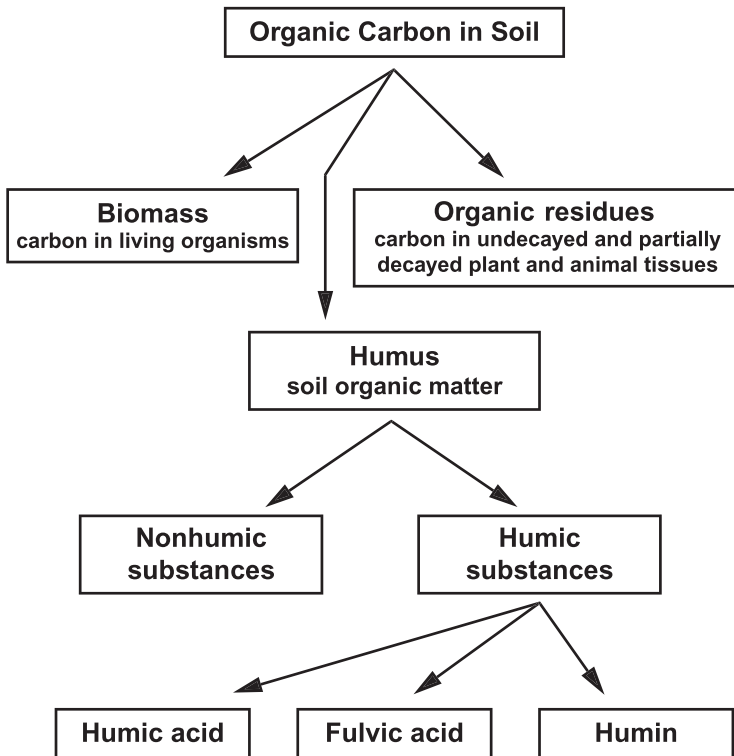 Organic Carbon in Soil
Biomass
carbon in living organisms
Organic residues
carbon in undecayed and partially
decayed plant and animal tissues
Humus
soil organic matter
Nonhumic
substances
Humic
substances
Humic acid
Fulvic acid
Humin